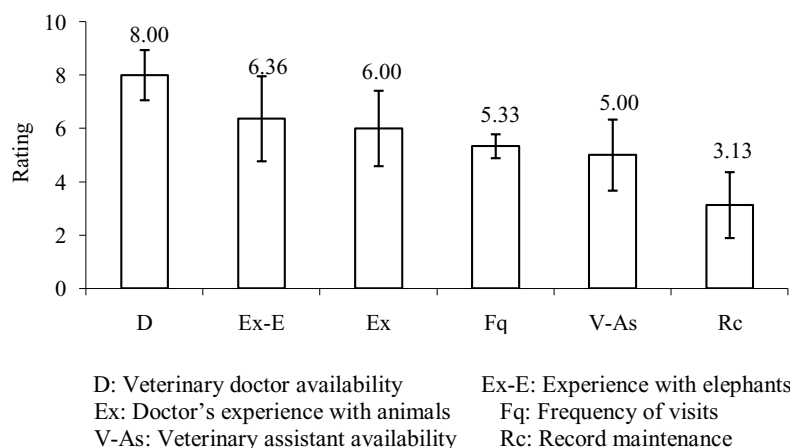 10
8.00
8
6.36
6.00
6
5.33
5.00
4
3.13
2
0
Rating
D Ex-E Ex Fq V-As Rc
D: Veterinary doctor availability Ex-E: Experience with elephants
Ex: Doctor’s experience with animals Fq: Frequency of visits
V-As: Veterinary assistant availability Rc: Record maintenance